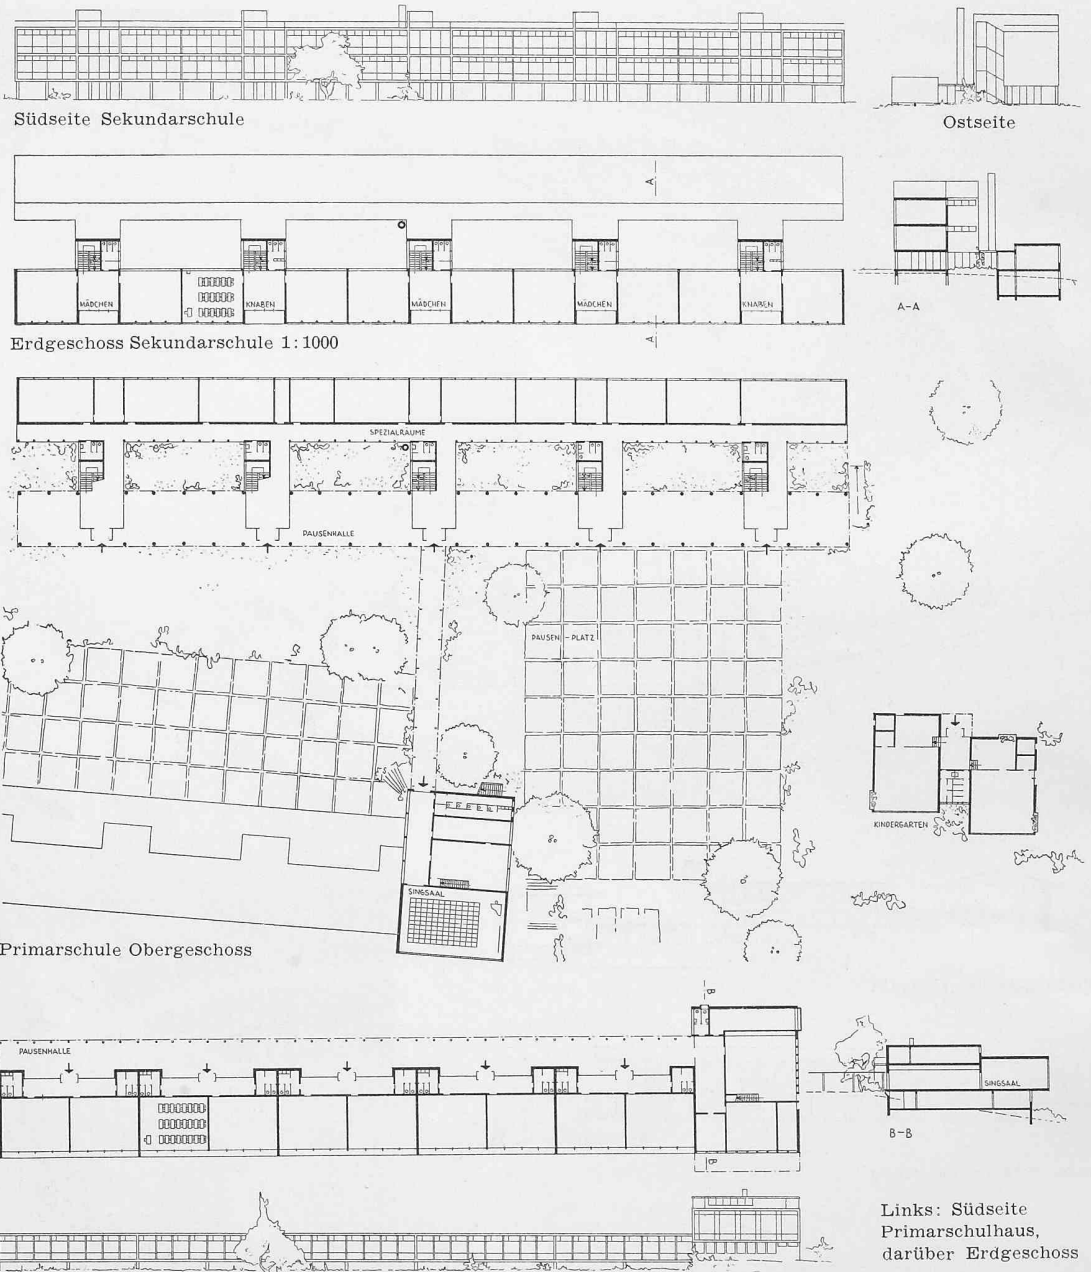 Südseite Sekundarschule
Ostseite
A
MÄDCHEN
KNABEN
MÄDCHEN
MÄDCHEN
KNABEN
A
A-A
Erdgeschoss Sekundarschule 1:1000
SPEZIALRÄUME
PAUSENHALLE
PAUSEN-PLATZ
KINDERGARTEN
SINGSAAL
Primarschule Obergeschoss
B
PAUSENHALLE
SINGSAAL
B
B-B
Links: Südseite
Primarschulhaus,
darüber Erdgeschoss